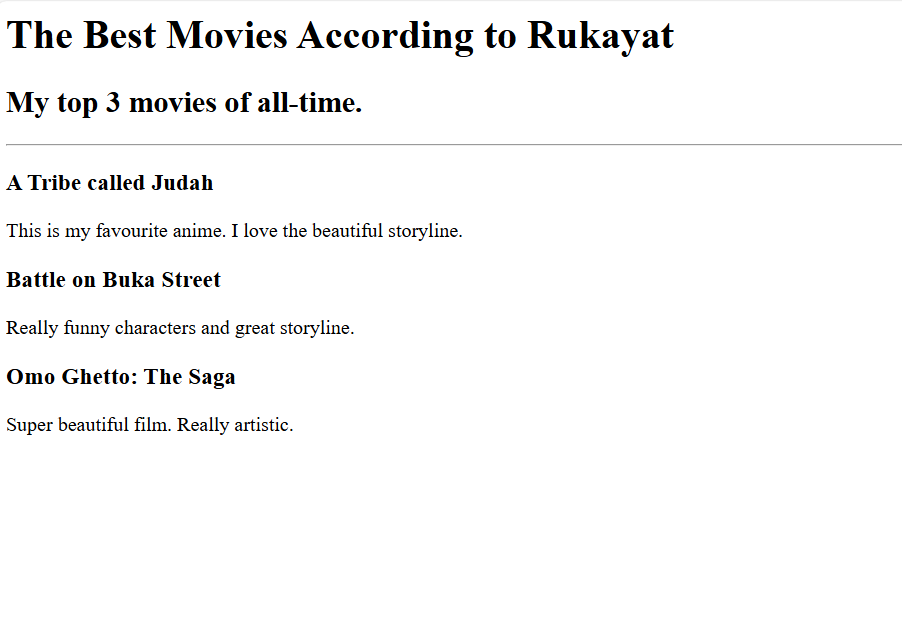 The Best Movies According to Rukayat
My top 3 movies of all-time.
A Tribe called Judah
This is my favourite anime. I love the beautiful storyline.
Battle on Buka Street
Really funny characters and great storyline.
Omo Ghetto: The Saga
Super beautiful film. Really artistic.